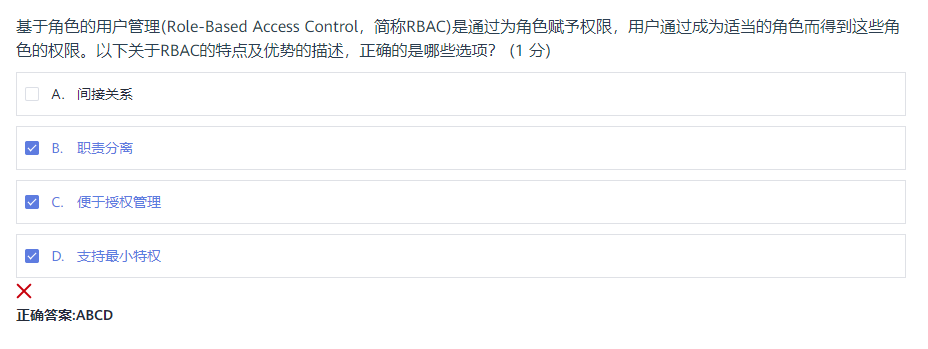 基于角色的用户管理(Role-Based Access Control，简称RBAC)是通过为角色赋予权限，用户通过成为适当的角色而得到这些角
色的权限。以下关于RBAC的特点及优势的描述，正确的是哪些选项？ (1 分)
A. 间接关系
B. 职责分离
C. 便于授权管理
D. 支持最小特权
正确答案:ABCD